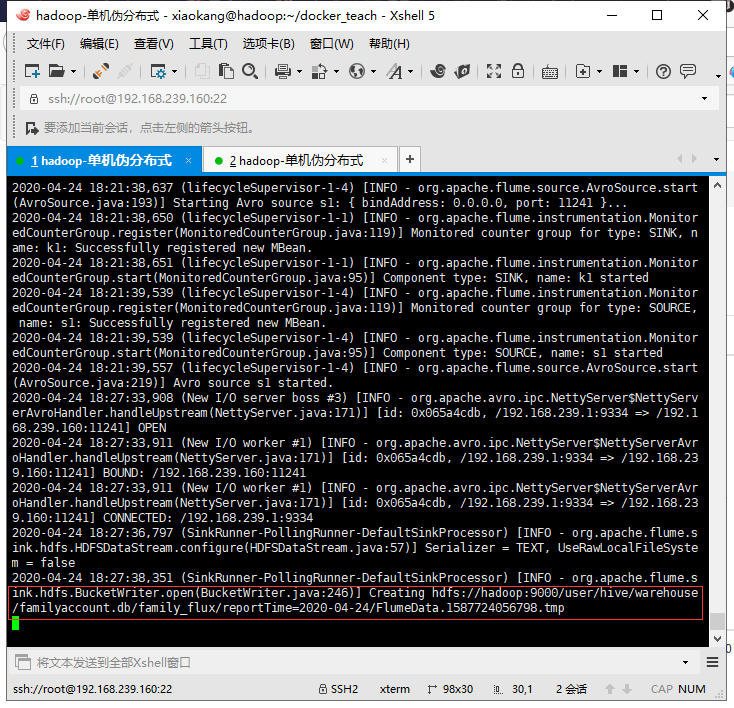 hadoop-单机伪分布式 - xiaokang@hadoop:~/docker_teach - Xshell 5
文件(F) 编辑(E) 查看(V) 工具(T) 选项卡(B) 窗口(W) 帮助(H)
ssh://root@192.168.239.160:22
要添加当前会话，点击左侧的箭头按钮。
1 hadoop-单机伪分布式 × 2 hadoop-单机伪分布式 × +
2020-04-24 18:21:38,637 (lifecycleSupervisor-1-4) [INFO - org.apache.flume.source.AvroSource.start
(AvroSource.java:193)] Starting Avro source s1: { bindAddress: 0.0.0.0, port: 11241 }...
2020-04-24 18:21:38,650 (lifecycleSupervisor-1-1) [INFO - org.apache.flume.instrumentation.Monitor
edCounterGroup.register(MonitoredCounterGroup.java:119)] Monitored counter group for type: SINK, n
ame: k1: Successfully registered new MBean.
2020-04-24 18:21:38,651 (lifecycleSupervisor-1-1) [INFO - org.apache.flume.instrumentation.Monitor
edCounterGroup.start(MonitoredCounterGroup.java:95)] Component type: SINK, name: k1 started
2020-04-24 18:21:39,539 (lifecycleSupervisor-1-4) [INFO - org.apache.flume.instrumentation.Monitor
edCounterGroup.register(MonitoredCounterGroup.java:119)] Monitored counter group for type: SOURCE,
 name: s1: Successfully registered new MBean.
2020-04-24 18:21:39,539 (lifecycleSupervisor-1-4) [INFO - org.apache.flume.instrumentation.Monitor
edCounterGroup.start(MonitoredCounterGroup.java:95)] Component type: SOURCE, name: s1 started
2020-04-24 18:21:39,557 (lifecycleSupervisor-1-4) [INFO - org.apache.flume.source.AvroSource.start
(AvroSource.java:219)] Avro source s1 started.
2020-04-24 18:27:33,908 (New I/O server boss #3) [INFO - org.apache.avro.ipc.NettyServer$NettyServ
erAvroHandler.handleUpstream(NettyServer.java:171)] [id: 0x065a4cdb, /192.168.239.1:9334 => /192.1
68.239.160:11241] OPEN
2020-04-24 18:27:33,911 (New I/O worker #1) [INFO - org.apache.avro.ipc.NettyServer$NettyServerAvr
oHandler.handleUpstream(NettyServer.java:171)] [id: 0x065a4cdb, /192.168.239.1:9334 => /192.168.23
9.160:11241] BOUND: /192.168.239.160:11241
2020-04-24 18:27:33,911 (New I/O worker #1) [INFO - org.apache.avro.ipc.NettyServer$NettyServerAvr
oHandler.handleUpstream(NettyServer.java:171)] [id: 0x065a4cdb, /192.168.239.1:9334 => /192.168.23
9.160:11241] CONNECTED: /192.168.239.1:9334
2020-04-24 18:27:36,797 (SinkRunner-PollingRunner-DefaultSinkProcessor) [INFO - org.apache.flume.s
ink.hdfs.HDFSDataStream.configure(HDFSDataStream.java:57)] Serializer = TEXT, UseRawLocalFileSyste
m = false
2020-04-24 18:27:38,351 (SinkRunner-PollingRunner-DefaultSinkProcessor) [INFO - org.apache.flume.s
ink.hdfs.BucketWriter.open(BucketWriter.java:246)] Creating hdfs://hadoop:9000/user/hive/warehouse
/familyaccount.db/family_flux/reportTime=2020-04-24/FlumeData.1587724056798.tmp
将文本发送到全部Xshell窗口
ssh://root@192.168.239.160:22 SSH2 xterm 98x30 30,1 2 会话 CAP NUM